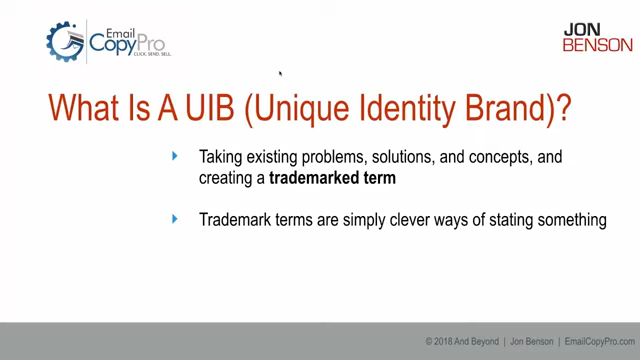 Email
CopyPro
CLICK. SEND. SELL.
JON
BENSON
What Is A UIB (Unique Identity Brand)?
Taking existing problems, solutions, and concepts, and
creating a trademarked term
Trademark terms are simply clever ways of stating something
© 2018 And Beyond | Jon Benson | EmailCopyPro.com